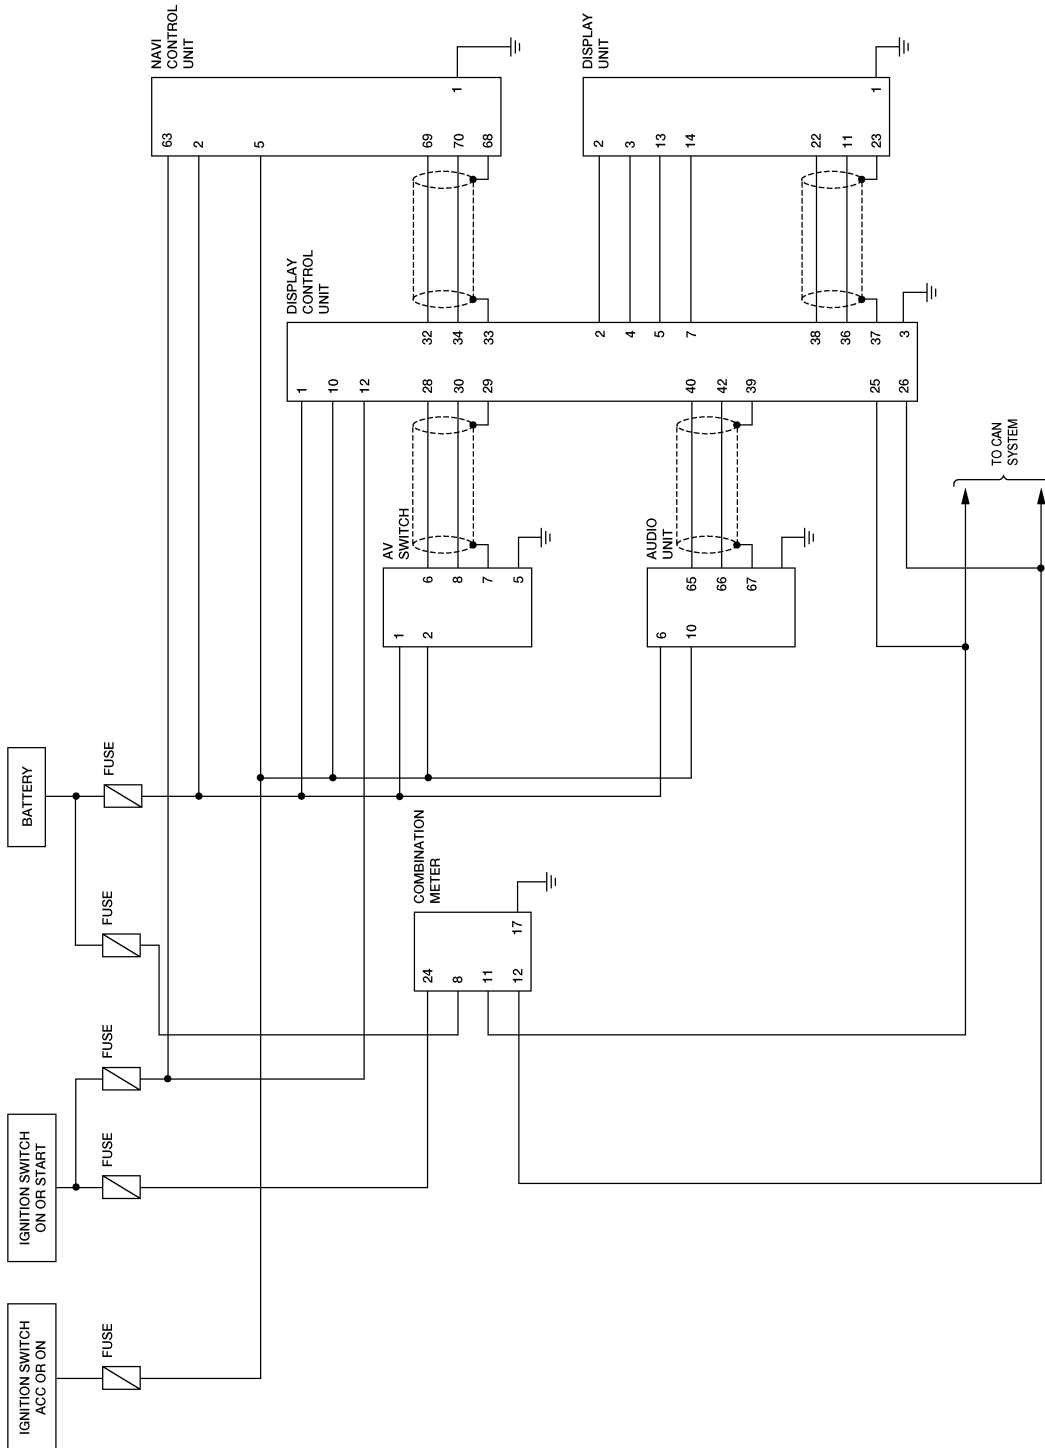 IGNITION SWITCH
ACC OR ON
IGNITION SWITCH
ON OR START
BATTERY
FUSE
FUSE
FUSE
FUSE
FUSE
NAVI
CONTROL
UNIT
63
2
5
69
70
68
1
DISPLAY
CONTROL
UNIT
1
10
12
28
30
29
40
42
39
25
26
32
34
33
2
4
5
7
38
36
37
3
AV
SWITCH
1
2
6
8
7
5
COMBINATION
METER
24
8
11
12
17
DISPLAY
UNIT
2
3
13
14
22
11
23
1
AUDIO
UNIT
6
10
65
66
67
TO CAN
SYSTEM